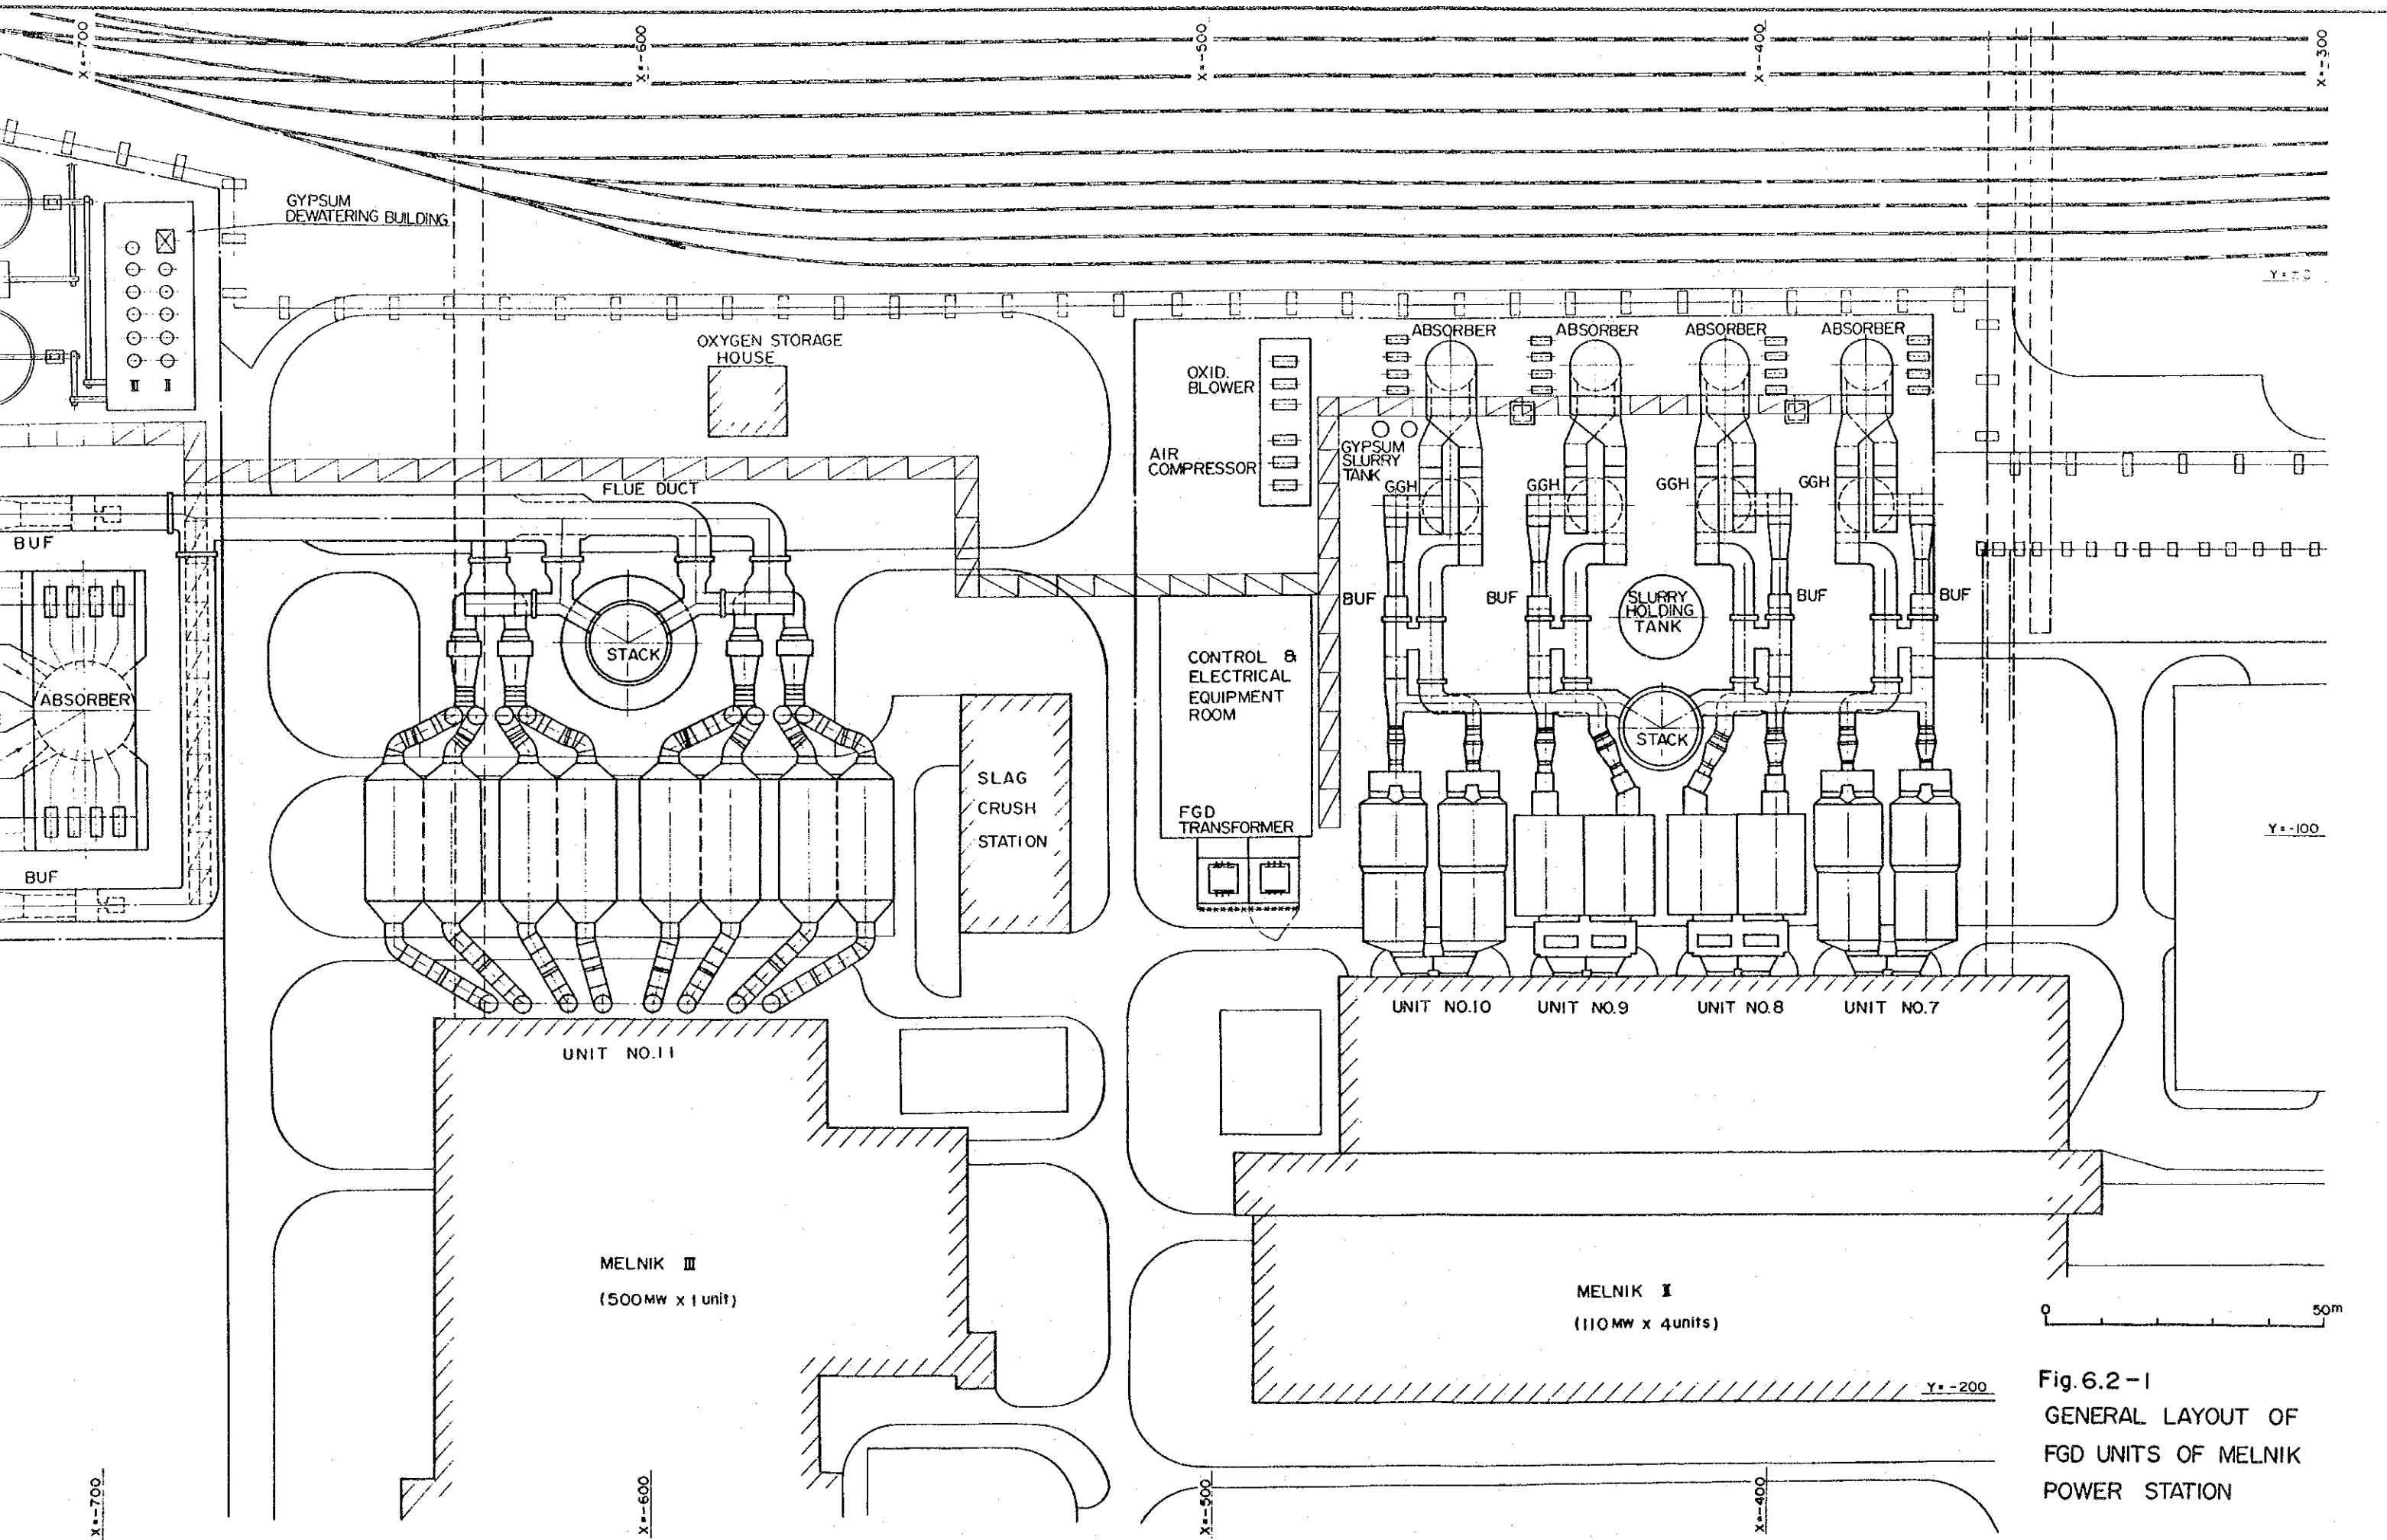 X=-700
X=-600
X=-500
X=-400
X=-300
GYPSUM
DEWATERING BUILDING
III II
Y=±0
OXYGEN STORAGE
HOUSE
ABSORBER
ABSORBER
ABSORBER
ABSORBER
OXID.
BLOWER
AIR
COMPRESSOR
GYPSUM
SLURRY
TANK
GGH
GGH
GGH
GGH
FLUE DUCT
BUF
BUF
BUF
BUF
BUF
SLURRY
HOLDING
TANK
STACK
CONTROL &
ELECTRICAL
EQUIPMENT
ROOM
ABSORBER
STACK
SLAG
CRUSH
STATION
FGD
TRANSFORMER
Y=-100
BUF
UNIT NO.10
UNIT NO.9
UNIT NO.8
UNIT NO.7
UNIT NO.11
MELNIK III
(500MW x 1 unit)
MELNIK II
(110MW x 4units)
0 50m
Y=-200
Fig.6.2-1
GENERAL LAYOUT OF
FGD UNITS OF MELNIK
POWER STATION
X=-700
X=-600
X=-500
X=-400